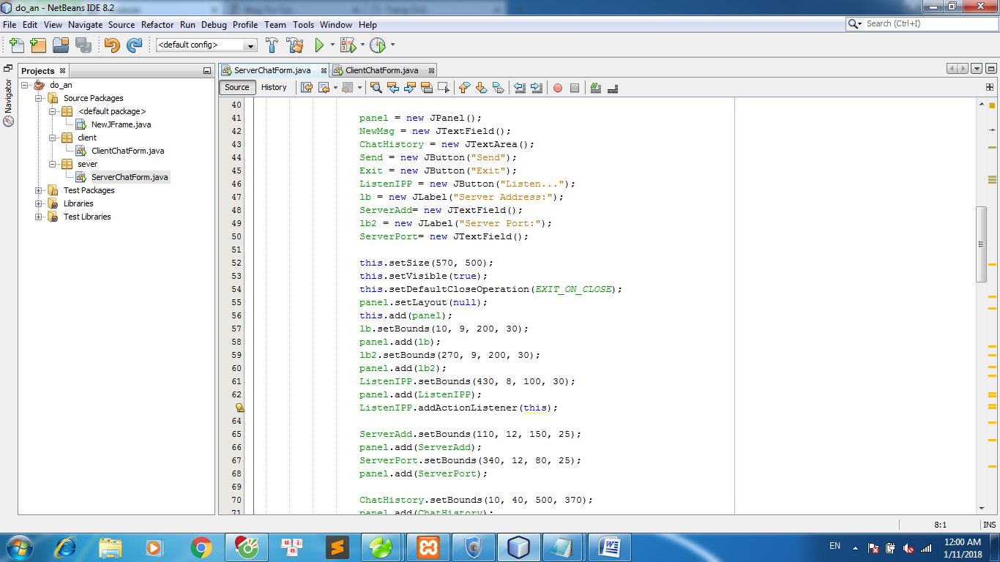 do_an - NetBeans IDE 8.2
File Edit View Navigate Source Refactor Run Debug Profile Team Tools Window Help
Search (Ctrl+I)
<default config>
Projects
Navigator
do_an
Source Packages
<default package>
NewJFrame.java
client
ClientChatForm.java
sever
ServerChatForm.java
Test Packages
Libraries
Test Libraries
ServerChatForm.java ClientChatForm.java
Source History
40
41 panel = new JPanel();
42 NewMsg = new JTextField();
43 ChatHistory = new JTextArea();
44 Send = new JButton("Send");
45 Exit = new JButton("Exit");
46 ListenIPP = new JButton("Listen...");
47 lb = new JLabel("Server Address:");
48 ServerAdd= new JTextField();
49 lb2 = new JLabel("Server Port:");
50 ServerPort= new JTextField();
51
52 this.setSize(570, 500);
53 this.setVisible(true);
54 this.setDefaultCloseOperation(EXIT_ON_CLOSE);
55 panel.setLayout(null);
56 this.add(panel);
57 lb.setBounds(10, 9, 200, 30);
58 panel.add(lb);
59 lb2.setBounds(270, 9, 200, 30);
60 panel.add(lb2);
61 ListenIPP.setBounds(430, 8, 100, 30);
62 panel.add(ListenIPP);
ListenIPP.addActionListener(this);
64
65 ServerAdd.setBounds(110, 12, 150, 25);
66 panel.add(ServerAdd);
67 ServerPort.setBounds(340, 12, 80, 25);
68 panel.add(ServerPort);
69
70 ChatHistory.setBounds(10, 40, 500, 370);
71 panel.add(ChatHistory);
8:1 INS
EN
12:00 AM
1/11/2018